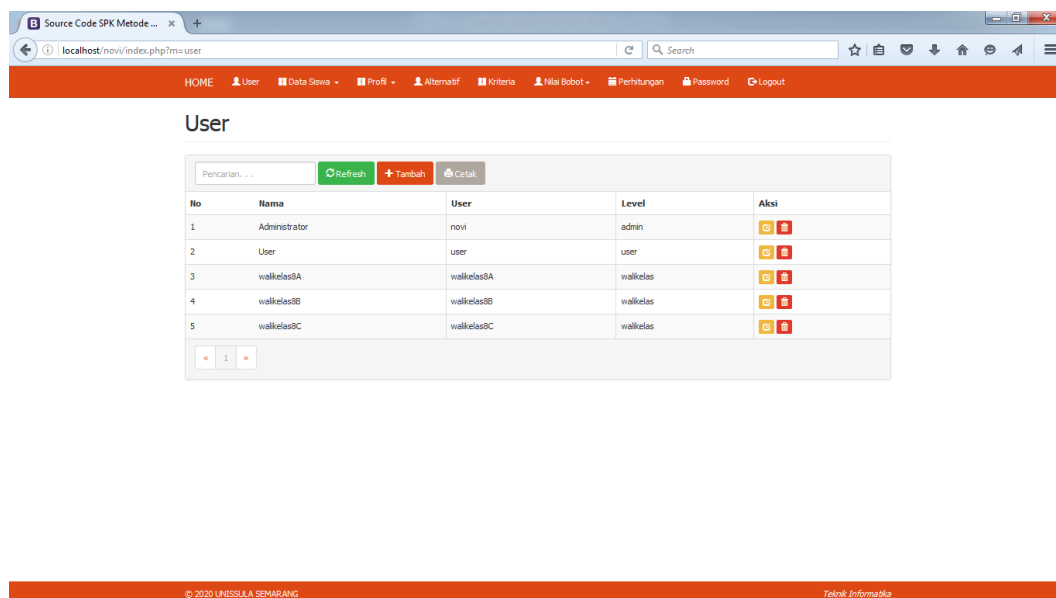 Source Code SPK Metode ...
localhost/novi/index.php?m=user
Search
HOME User Data Siswa Profil Alternatif Kriteria Nilai Bobot Perhitungan Password Logout
User
Pencarian. . . Refresh Tambah Cetak
No Nama User Level Aksi
1 Administrator novi admin
2 User user user
3 walikelas8A walikelas8A walikelas
4 walikelas8B walikelas8B walikelas
5 walikelas8C walikelas8C walikelas
« 1 »
© 2020 UNISSULA SEMARANG Teknik Informatika